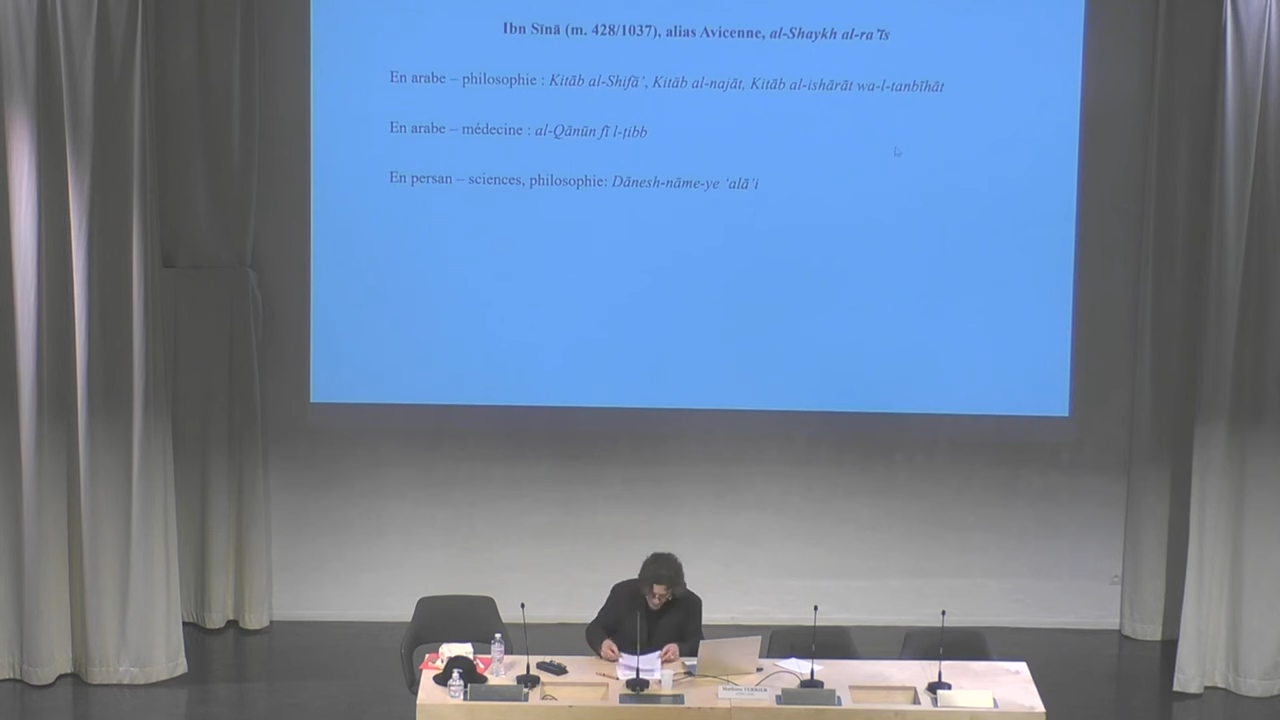 Ibn Sīnā (m. 428/1037), alias Avicenne, al-Shaykh al-ra’īs
En arabe – philosophie : Kitāb al-Shifā’, Kitāb al-najāt, Kitāb al-ishārāt wa-l-tanbīhāt
En arabe – médecine : al-Qānūn fī l-ṭibb
En persan – sciences, philosophie: Dānesh-nāme-ye ‘alā’i
Mathieu TERRIER